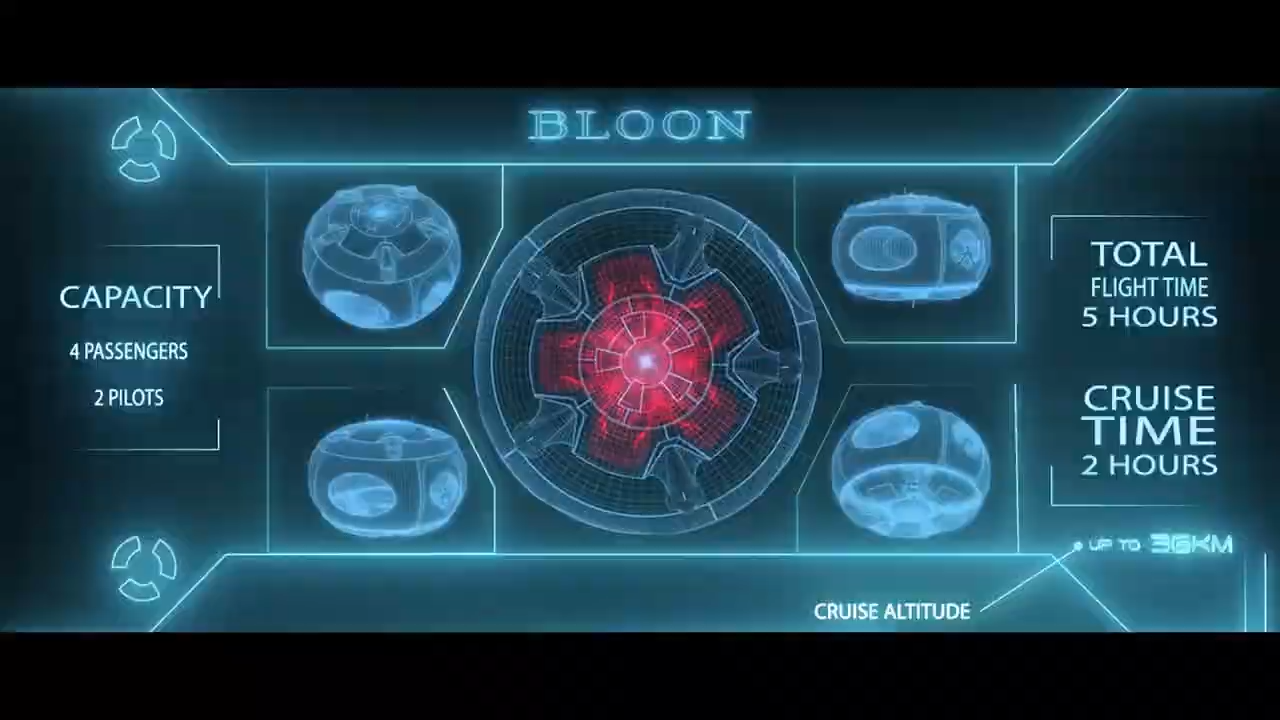 BLOON
CAPACITY
4 PASSENGERS
2 PILOTS
TOTAL
FLIGHT TIME
5 HOURS
CRUISE
TIME
2 HOURS
UP TO 36KM
CRUISE ALTITUDE